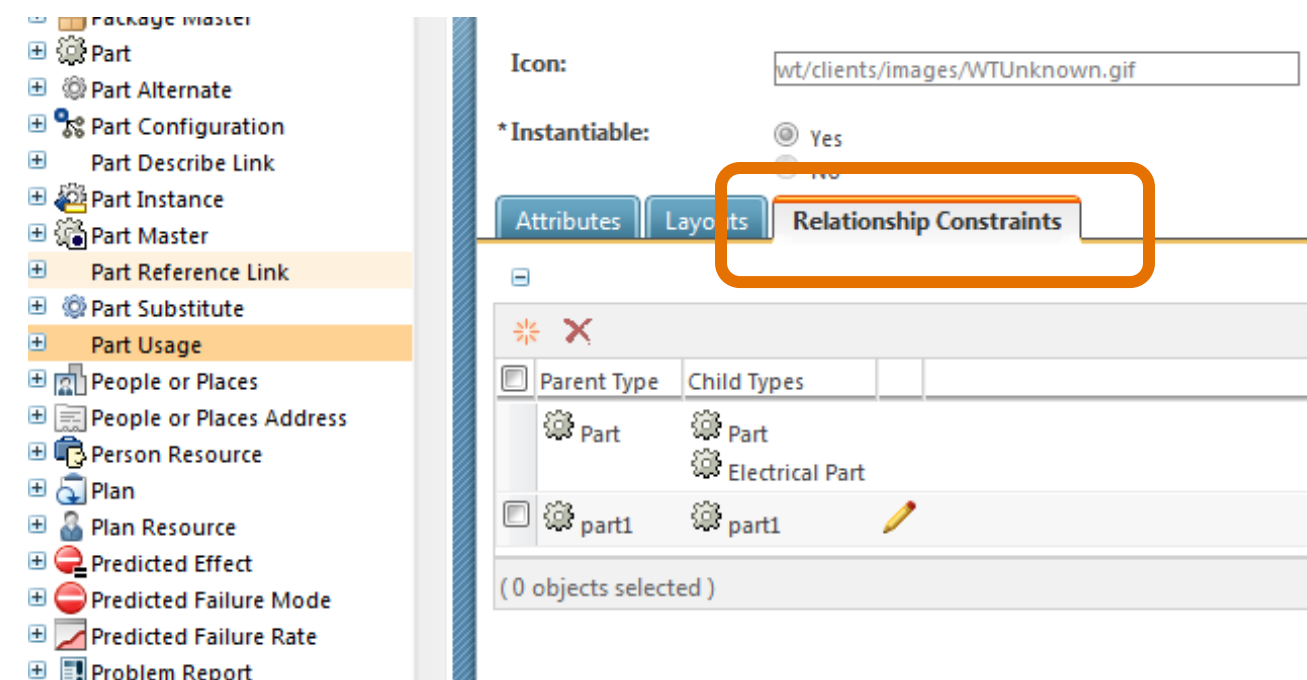 Package Master
Part
Part Alternate
Part Configuration
Part Describe Link
Part Instance
Part Master
Part Reference Link
Part Substitute
Part Usage
People or Places
People or Places Address
Person Resource
Plan
Plan Resource
Predicted Effect
Predicted Failure Mode
Predicted Failure Rate
Problem Report
Icon: wt/clients/images/WTUnknown.gif
*Instantiable: Yes
No
Attributes Layouts Relationship Constraints
Parent Type Child Types
Part Part
Electrical Part
part1 part1
( 0 objects selected )